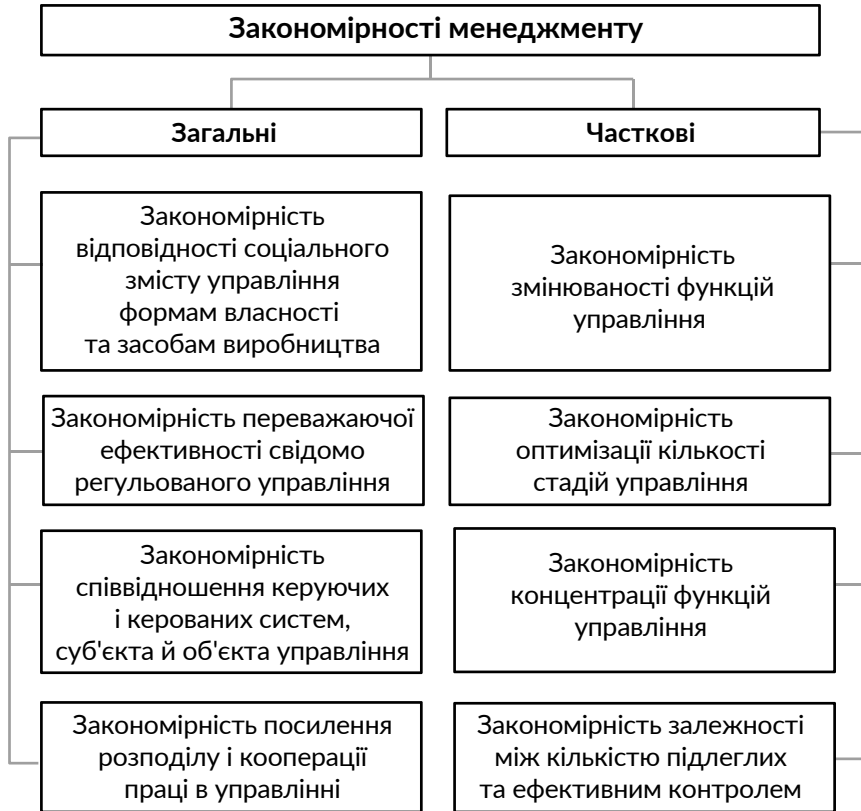 Закономірності менеджменту
Загальні
Закономірність
відповідності соціального
змісту управління
формам власності
та засобам виробництва
Закономірність переважаючої
ефективності свідомо
регульованого управління
Закономірність
співвідношення керуючих
і керованих систем,
суб'єкта й об'єкта управління
Закономірність посилення
розподілу і кооперації
праці в управлінні
Часткові
Закономірність
змінюваності функцій
управління
Закономірність
оптимізації кількості
стадій управління
Закономірність
концентрації функцій
управління
Закономірність залежності
між кількістю підлеглих
та ефективним контролем